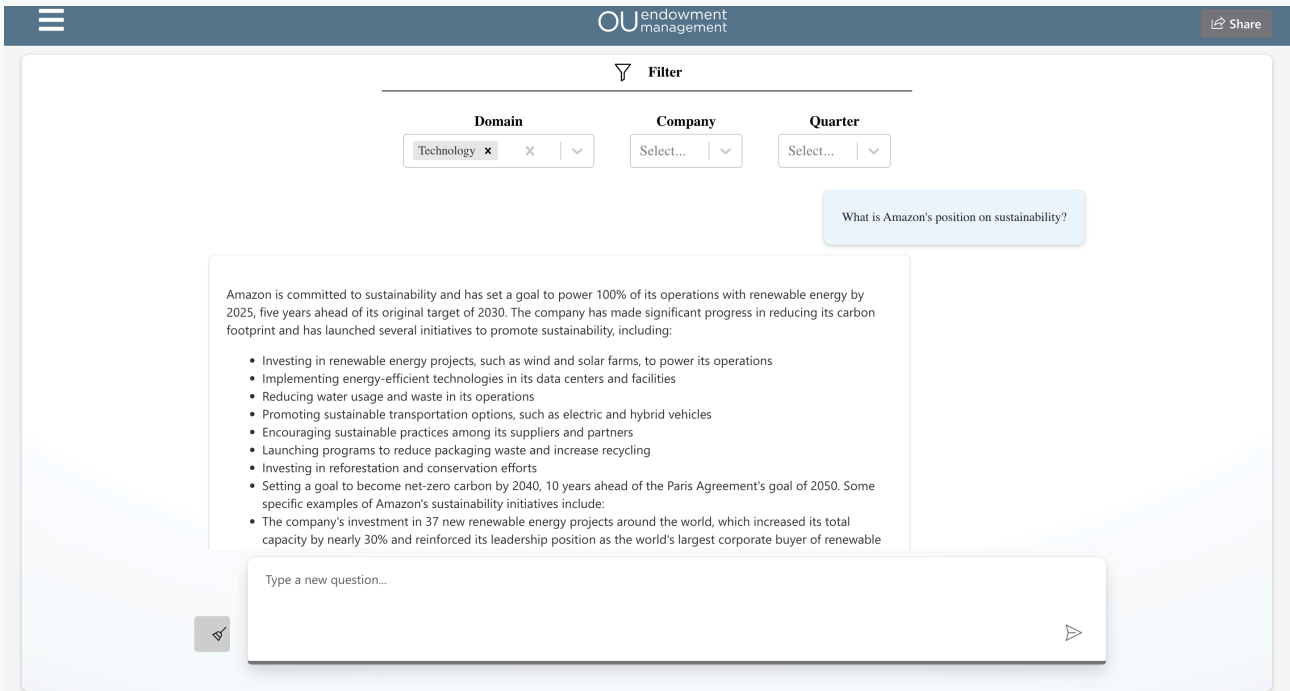 OU endowment
management
Share
Filter
Domain Company Quarter
Technology × Select... Select...
What is Amazon's position on sustainability?
Amazon is committed to sustainability and has set a goal to power 100% of its operations with renewable energy by
2025, five years ahead of its original target of 2030. The company has made significant progress in reducing its carbon
footprint and has launched several initiatives to promote sustainability, including:
• Investing in renewable energy projects, such as wind and solar farms, to power its operations
• Implementing energy-efficient technologies in its data centers and facilities
• Reducing water usage and waste in its operations
• Promoting sustainable transportation options, such as electric and hybrid vehicles
• Encouraging sustainable practices among its suppliers and partners
• Launching programs to reduce packaging waste and increase recycling
• Investing in reforestation and conservation efforts
• Setting a goal to become net-zero carbon by 2040, 10 years ahead of the Paris Agreement's goal of 2050. Some
specific examples of Amazon's sustainability initiatives include:
• The company's investment in 37 new renewable energy projects around the world, which increased its total
capacity by nearly 30% and reinforced its leadership position as the world's largest corporate buyer of renewable
Type a new question...